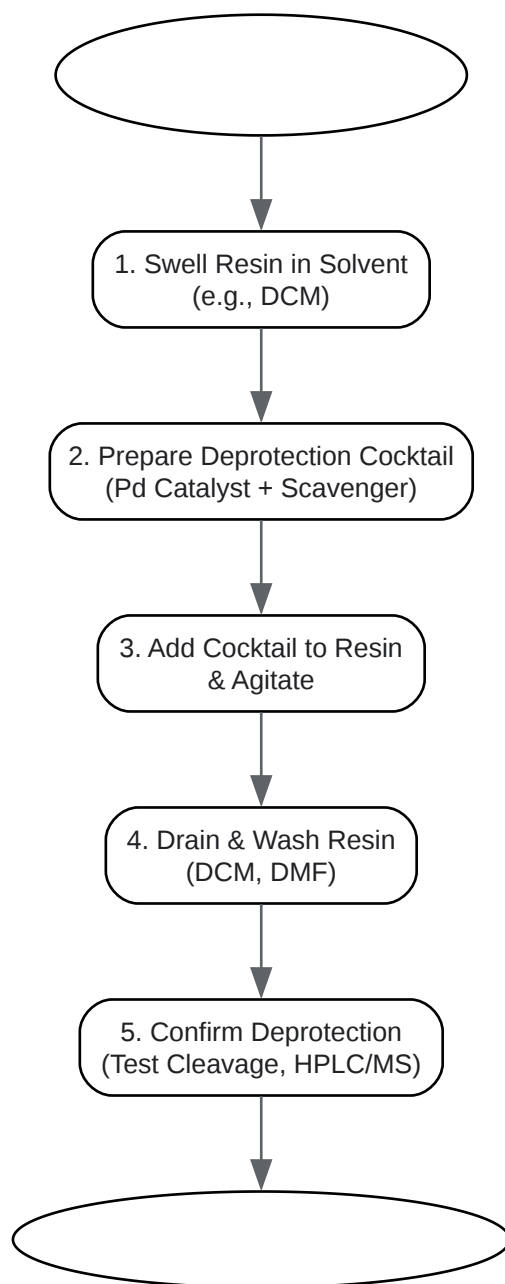 1. Swell Resin in Solvent
(e.g., DCM)
2. Prepare Deprotection Cocktail
(Pd Catalyst + Scavenger)
3. Add Cocktail to Resin
& Agitate
4. Drain & Wash Resin
(DCM, DMF)
5. Confirm Deprotection
(Test Cleavage, HPLC/MS)